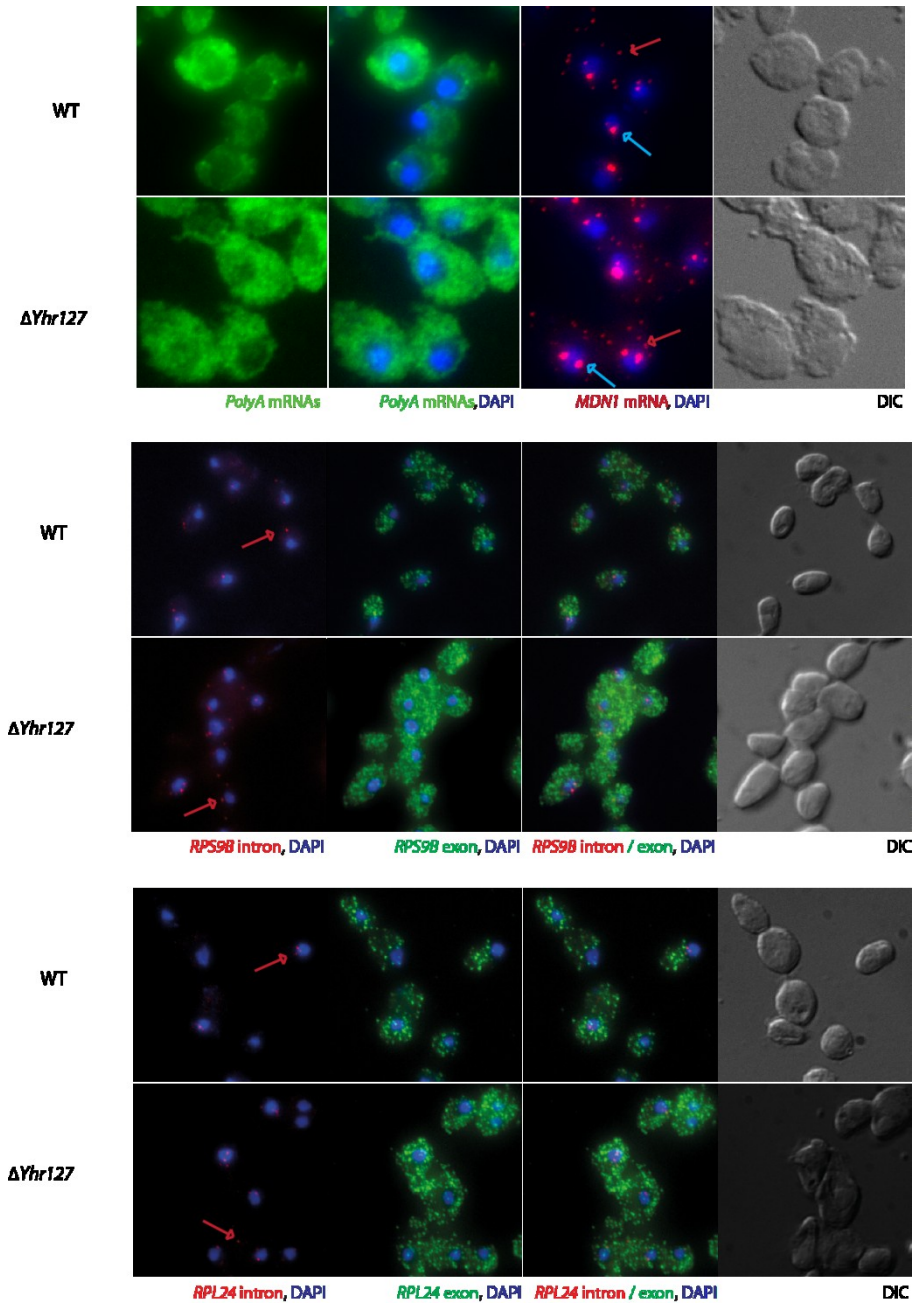 WT
ΔYhr127
PolyA mRNAs
PolyA mRNAs, DAPI
MDN1 mRNA, DAPI
DIC
WT
ΔYhr127
RPS9B intron, DAPI
RPS9B exon, DAPI
RPS9B intron / exon, DAPI
DIC
WT
ΔYhr127
RPL24 intron, DAPI
RPL24 exon, DAPI
RPL24 intron / exon, DAPI
DIC